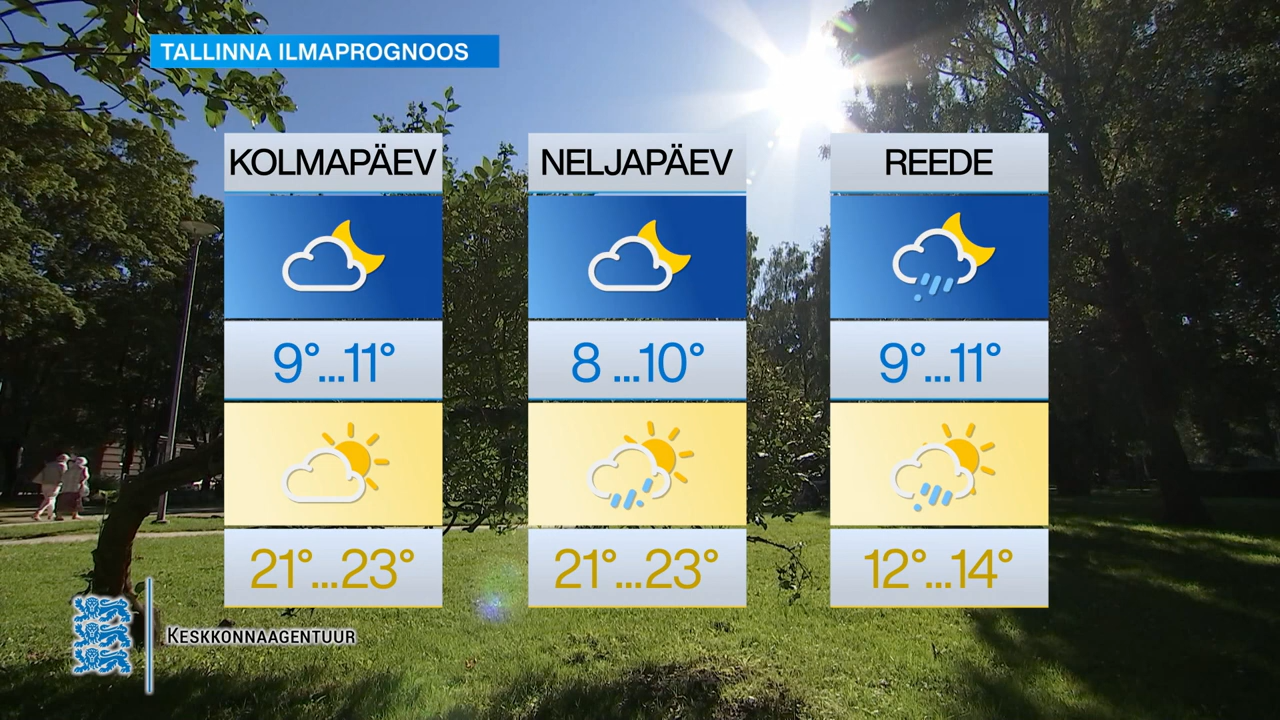 TALLINNA ILMAPROGNOOS
KOLMAPÄEV
NELJAPÄEV
REEDE
9°...11°
8 ...10°
9°...11°
21°...23°
21°...23°
12°...14°
KESKKONNAAGENTUUR